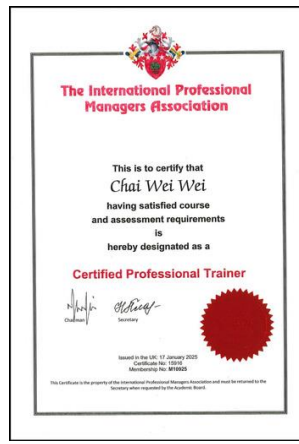 The International Professional
Managers Association
This is to certify that
Chai Wei Wei
having satisfied course
and assessment requirements
is
hereby designated as a
Certified Professional Trainer
Chairman
Secretary
Issued in the UK: 17 January 2025
Certificate No: 15916
Membership No: M10925
This Certificate is the property of the International Professional Managers Association and must be returned to the
Secretary when requested by the Academic Board.